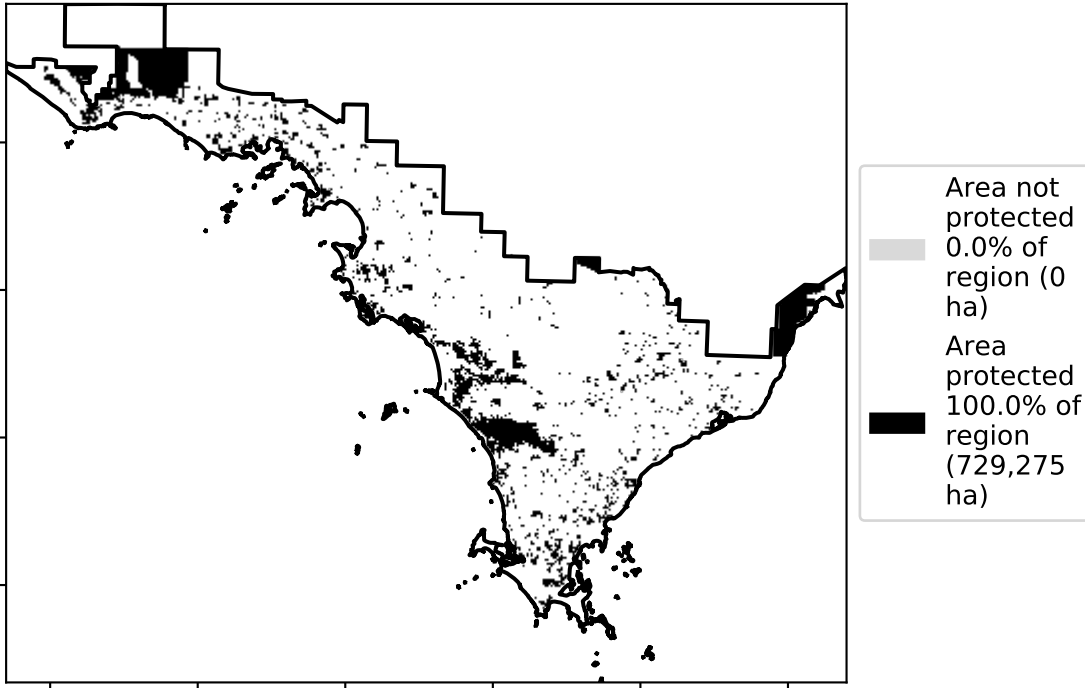 Area not
protected
0.0% of
region (0
ha)
Area
protected
100.0% of
region
(729,275
ha)